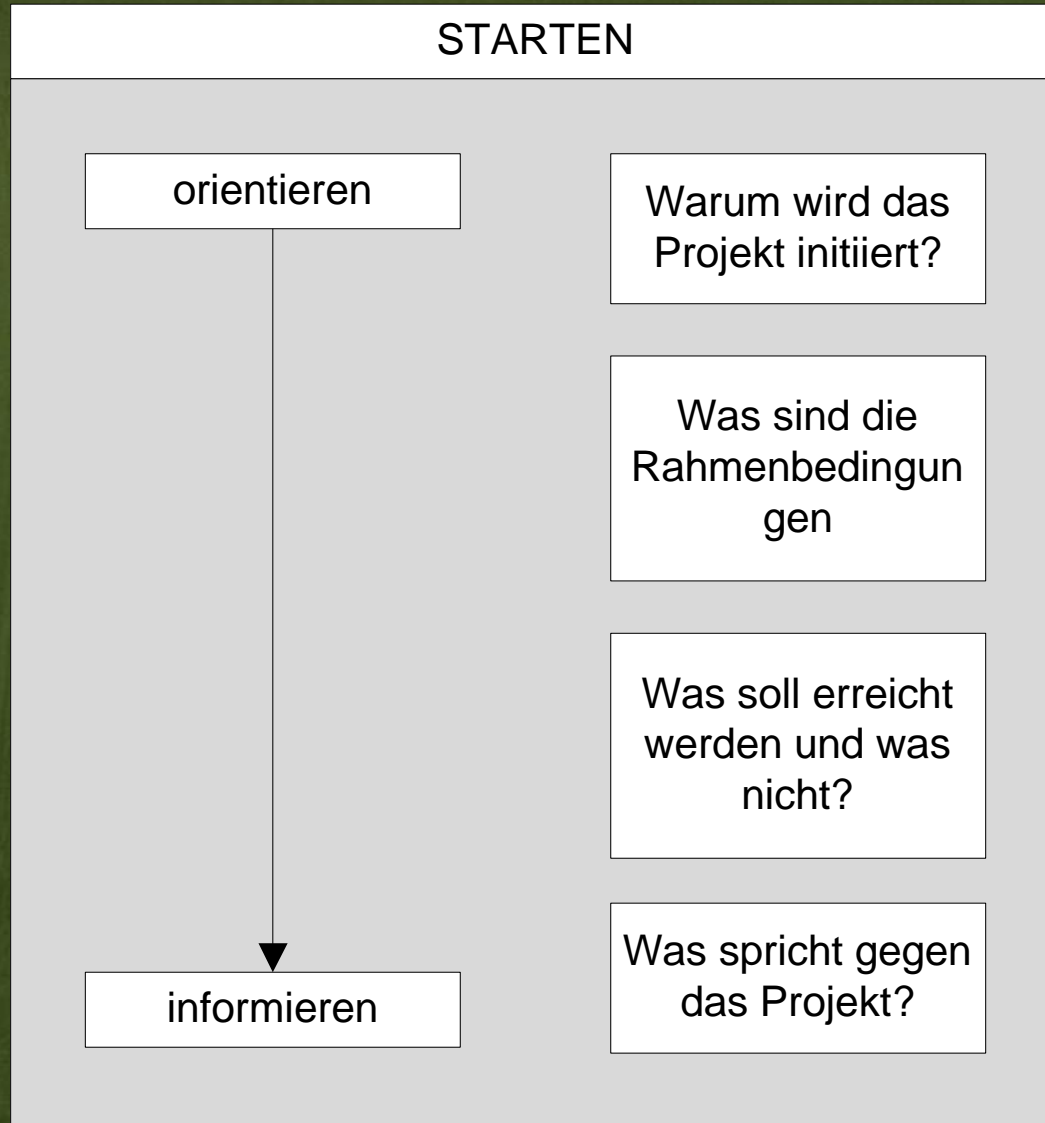 STARTEN
orientieren
informieren
Warum wird das
Projekt initiiert?
Was sind die
Rahmenbedingun
gen
Was soll erreicht
werden und was
nicht?
Was spricht gegen
das Projekt?